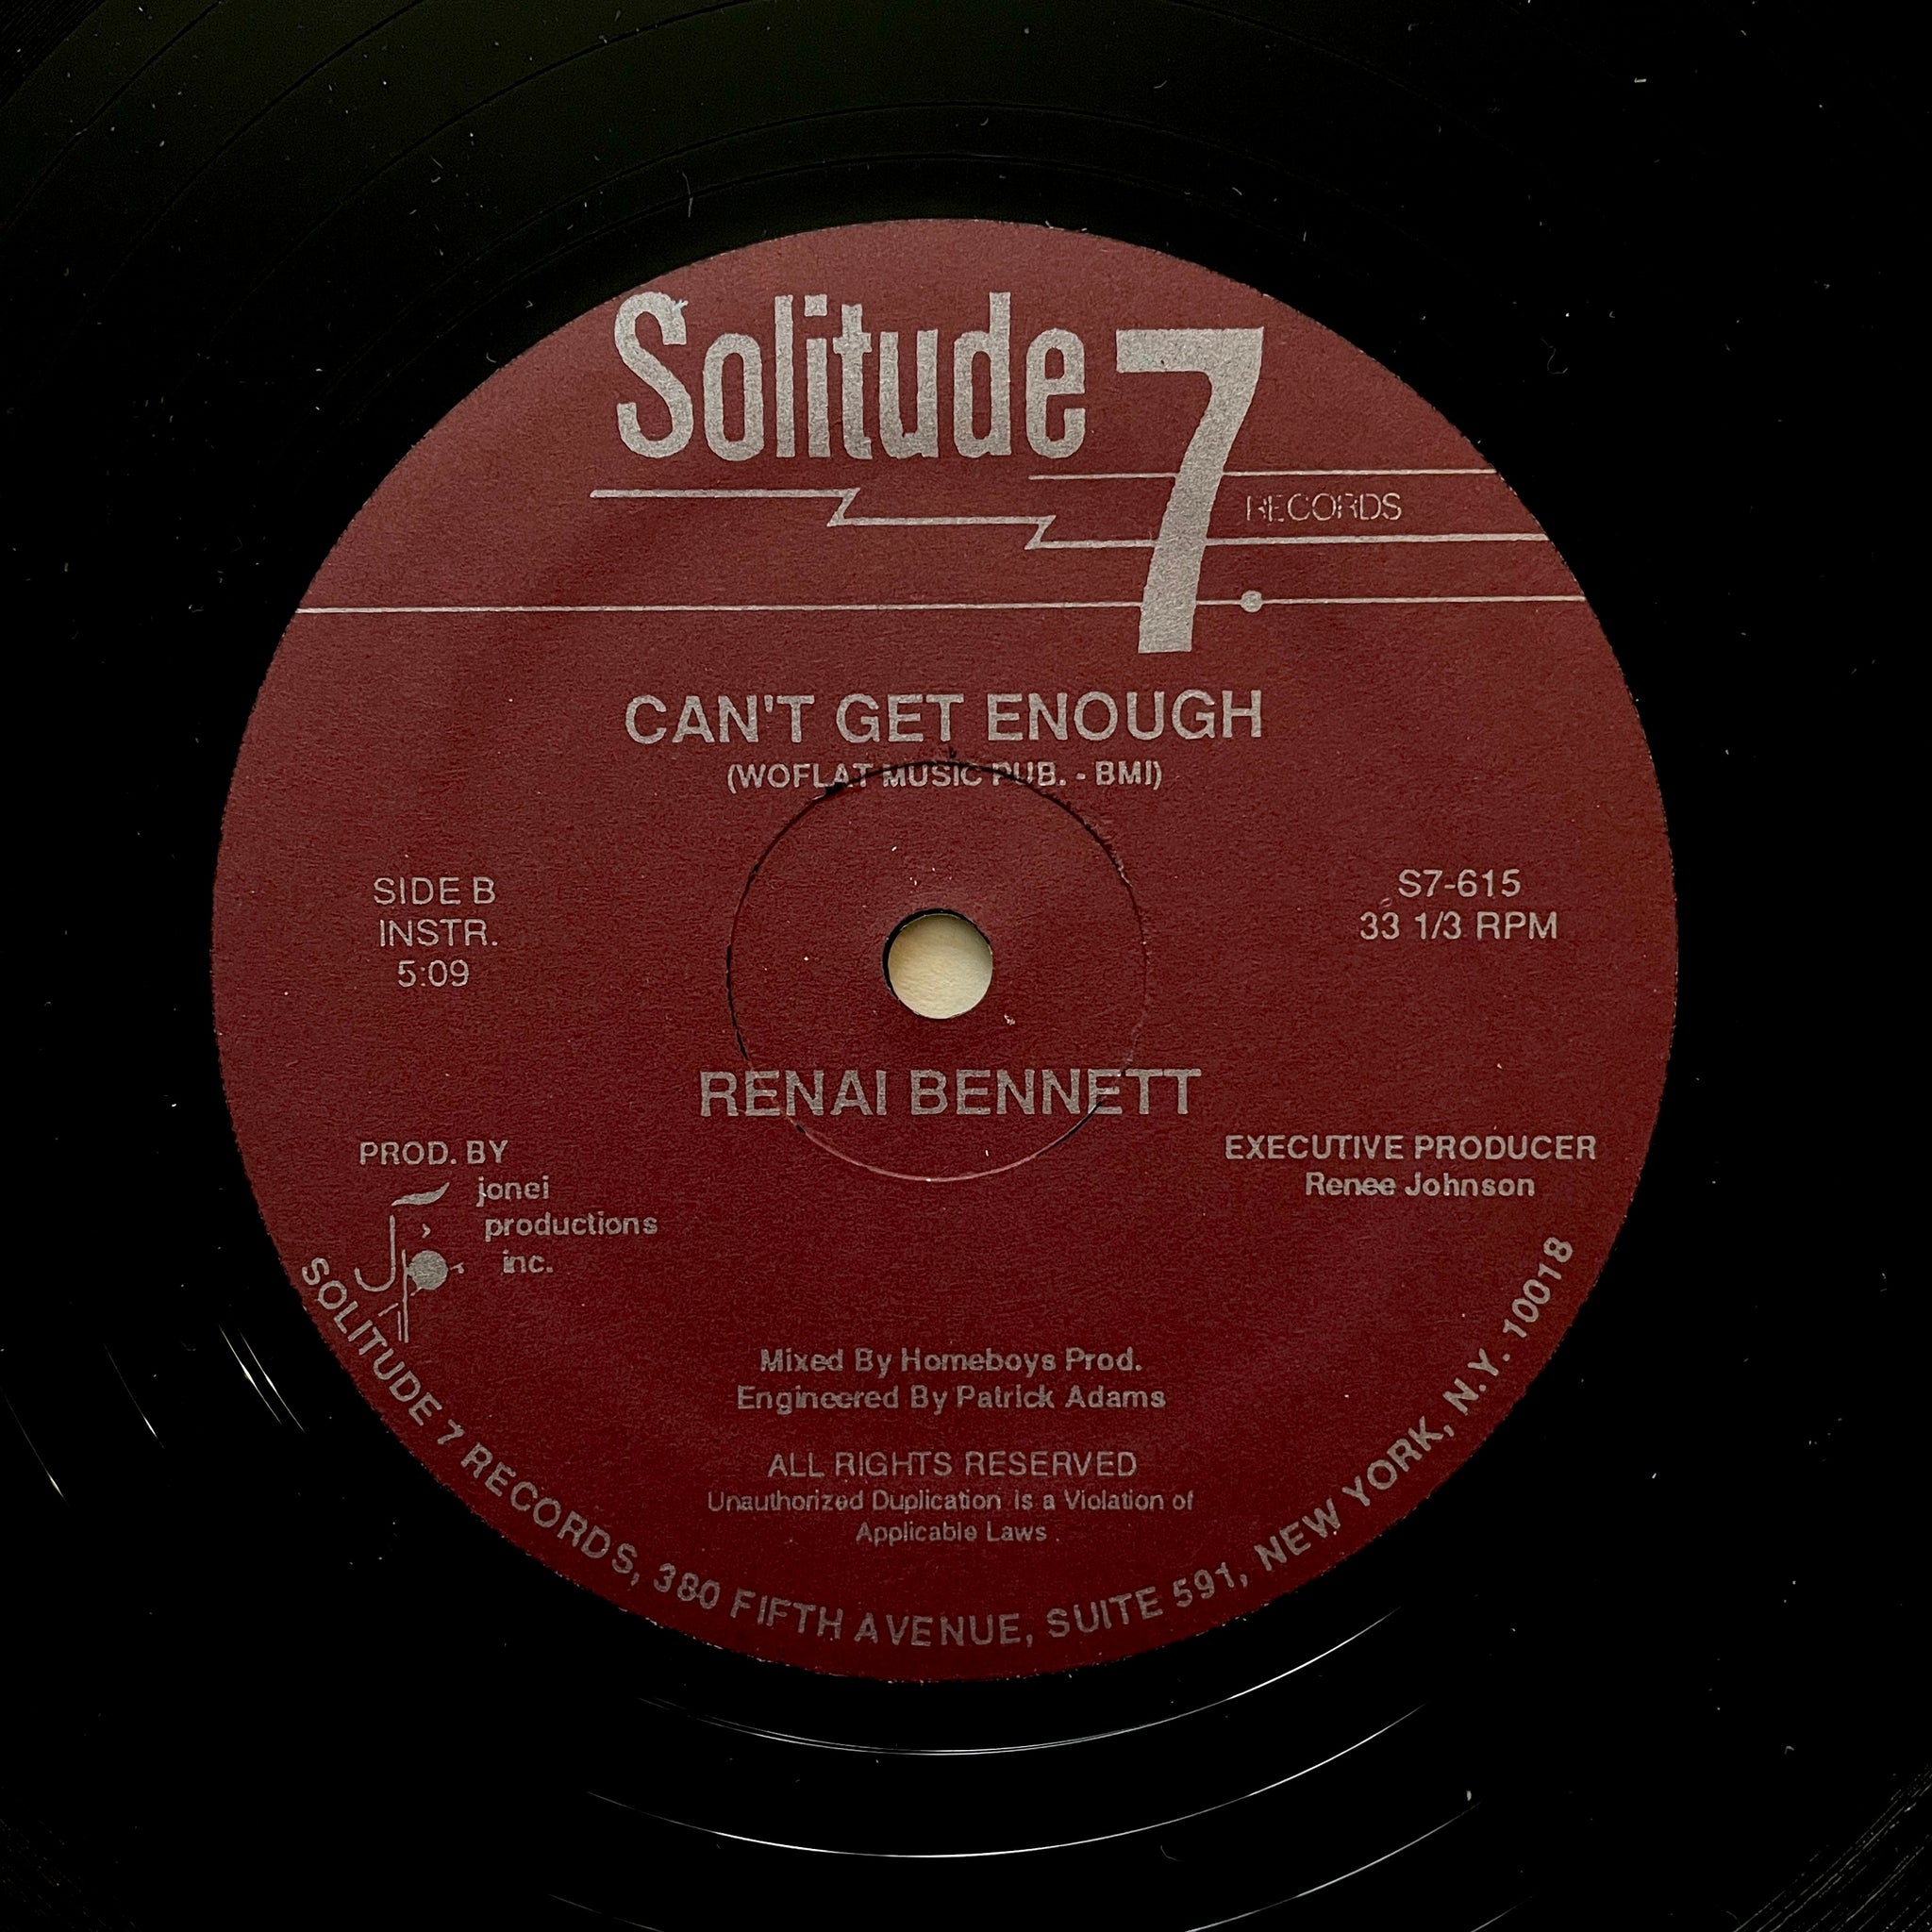 Solitude 7.
RECORDS
CAN'T GET ENOUGH
(WOFLAT MUSIC PUB. - BMI)
SIDE B
INSTR.
5:09
S7-615
33 1/3 RPM
RENAI BENNETT
PROD. BY
jonei
productions
inc.
JP
EXECUTIVE PRODUCER
Renee Johnson
Mixed By Homeboys Prod.
Engineered By Patrick Adams
ALL RIGHTS RESERVED
Unauthorized Duplication is a Violation of
Applicable Laws
SOLITUDE 7 RECORDS, 380 FIFTH AVENUE, SUITE 591, NEW YORK, N.Y. 10018